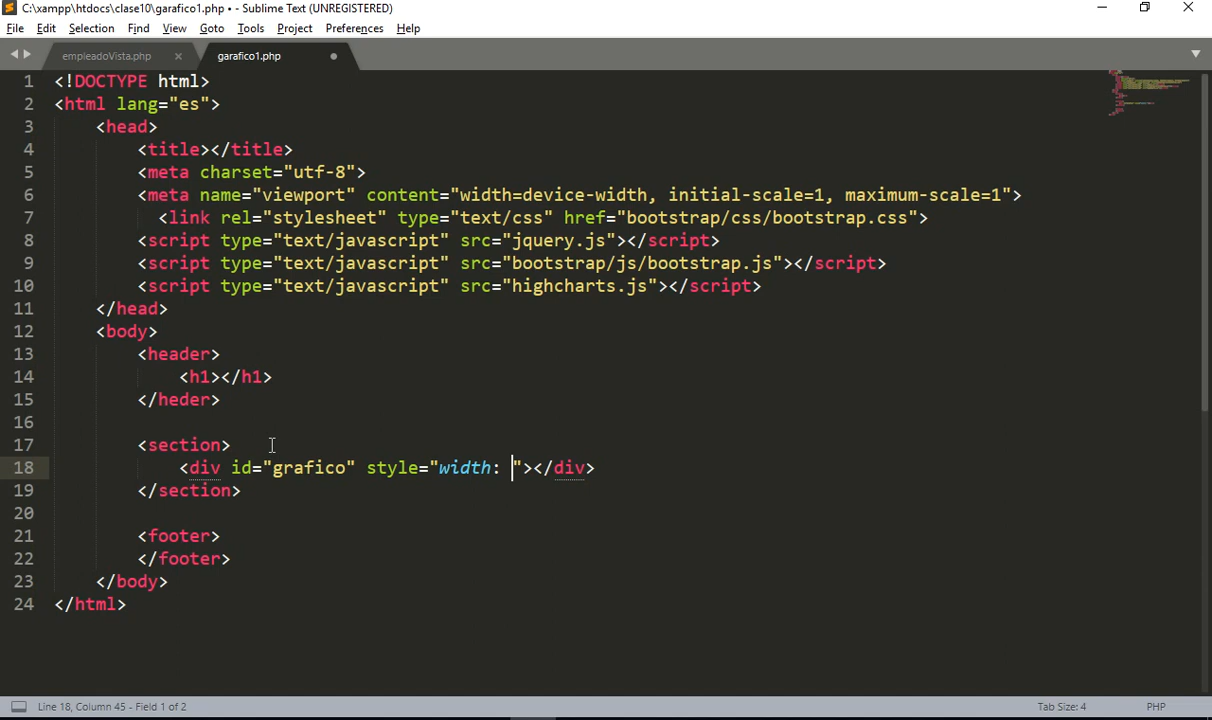 C:\xampp\htdocs\clase10\garafico1.php • - Sublime Text (UNREGISTERED)
File Edit Selection Find View Goto Tools Project Preferences Help
empleadoVista.php × garafico1.php
1 <!DOCTYPE html>
2 <html lang="es">
3 <head>
4 <title></title>
5 <meta charset="utf-8">
6 <meta name="viewport" content="width=device-width, initial-scale=1, maximum-scale=1">
7 <link rel="stylesheet" type="text/css" href="bootstrap/css/bootstrap.css">
8 <script type="text/javascript" src="jquery.js"></script>
9 <script type="text/javascript" src="bootstrap/js/bootstrap.js"></script>
10 <script type="text/javascript" src="highcharts.js"></script>
11 </head>
12 <body>
13 <header>
14 <h1></h1>
15 </heder>
16
17 <section>
18 <div id="grafico" style="width: "></div>
19 </section>
20
21 <footer>
22 </footer>
23 </body>
24 </html>
Line 18, Column 45 - Field 1 of 2 Tab Size: 4 PHP